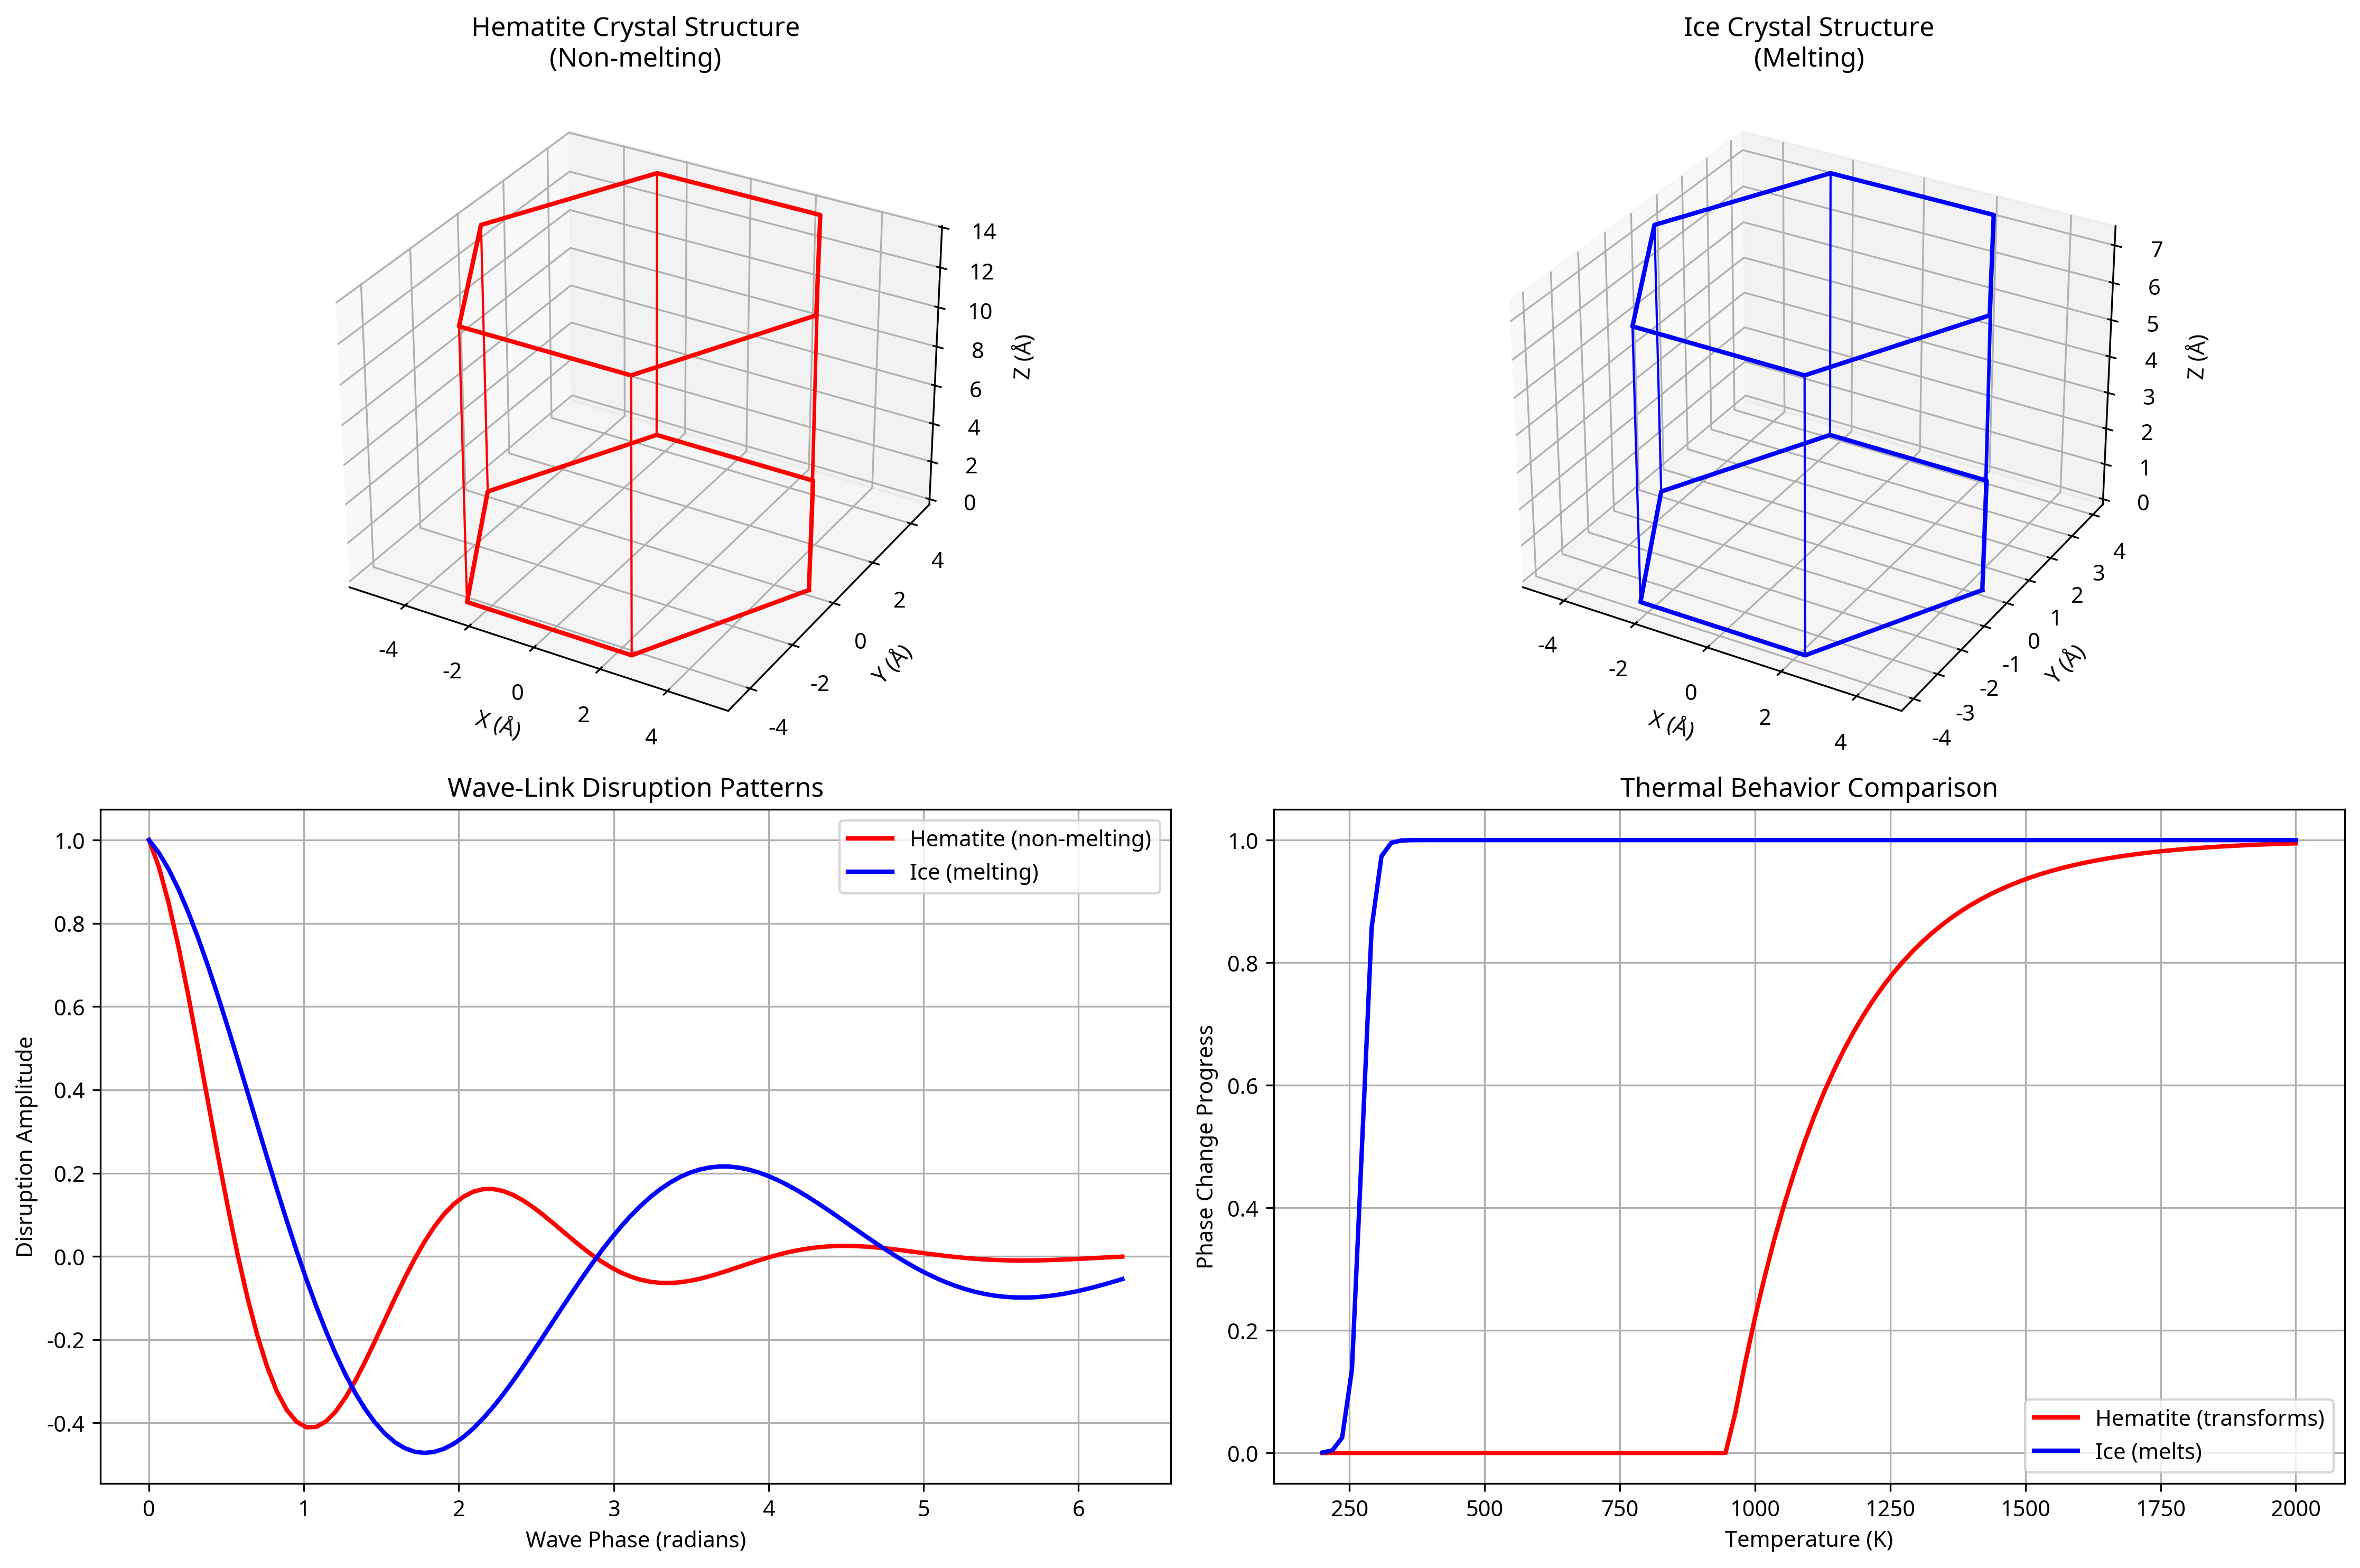 Hematite Crystal Structure
(Non-melting)
14
12
10
8
6
4
2
0
Z (Å)
4
2
0
-2
-4
Y (Å)
-4
-2
0
2
4
X (Å)
Ice Crystal Structure
(Melting)
7
6
5
4
3
2
1
0
Z (Å)
4
3
2
1
0
-1
-2
-3
-4
Y (Å)
-4
-2
0
2
4
X (Å)
Wave-Link Disruption Patterns
Hematite (non-melting)
Ice (melting)
1.0
0.8
0.6
0.4
0.2
0.0
-0.2
-0.4
Disruption Amplitude
0 1 2 3 4 5 6
Wave Phase (radians)
Thermal Behavior Comparison
1.0
0.8
0.6
0.4
0.2
0.0
Phase Change Progress
Hematite (transforms)
Ice (melts)
250 500 750 1000 1250 1500 1750 2000
Temperature (K)